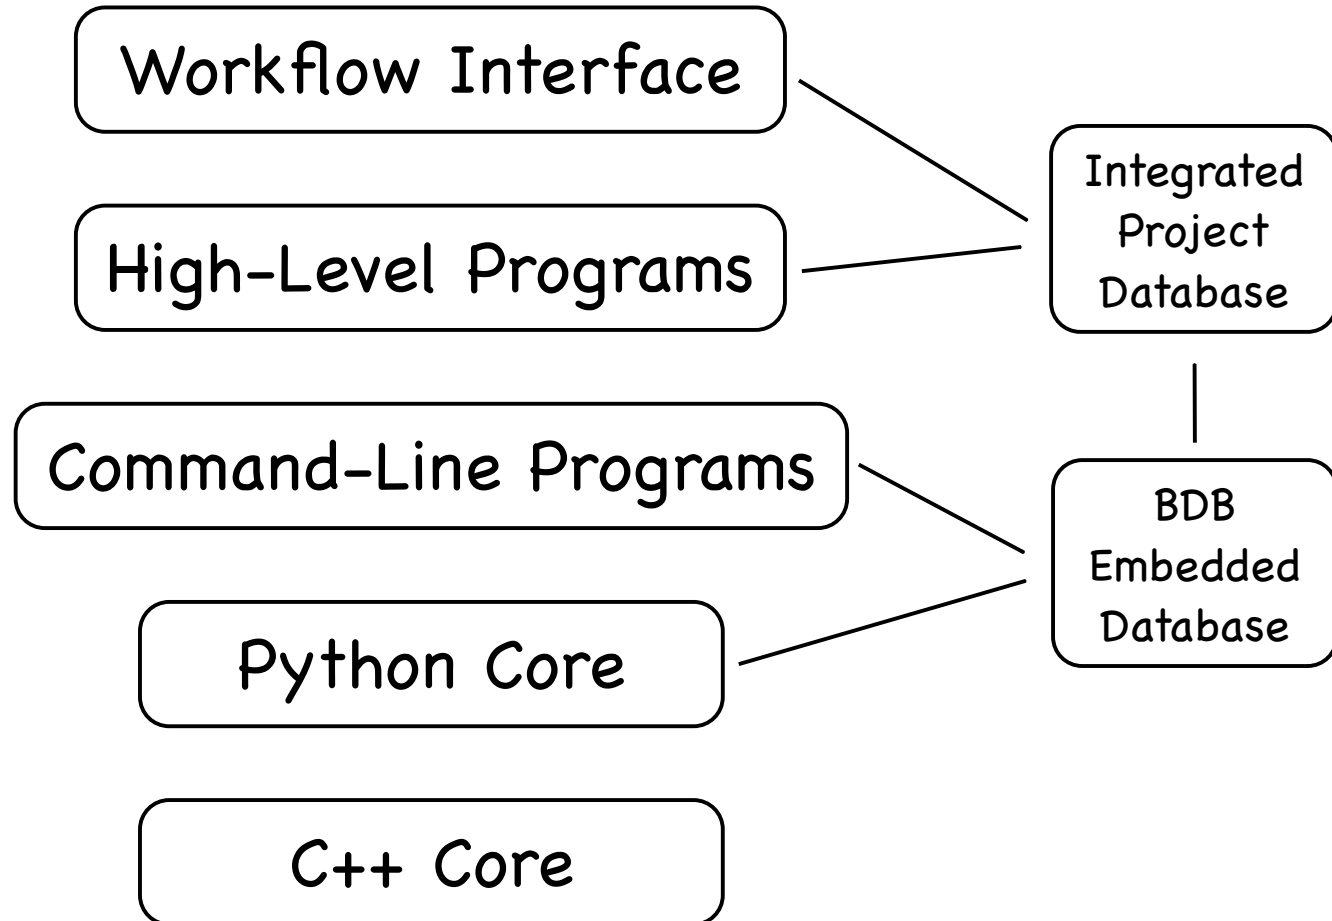 Workflow Interface
High-Level Programs
Command-Line Programs
Python Core
C++ Core
Integrated
Project
Database
BDB
Embedded
Database